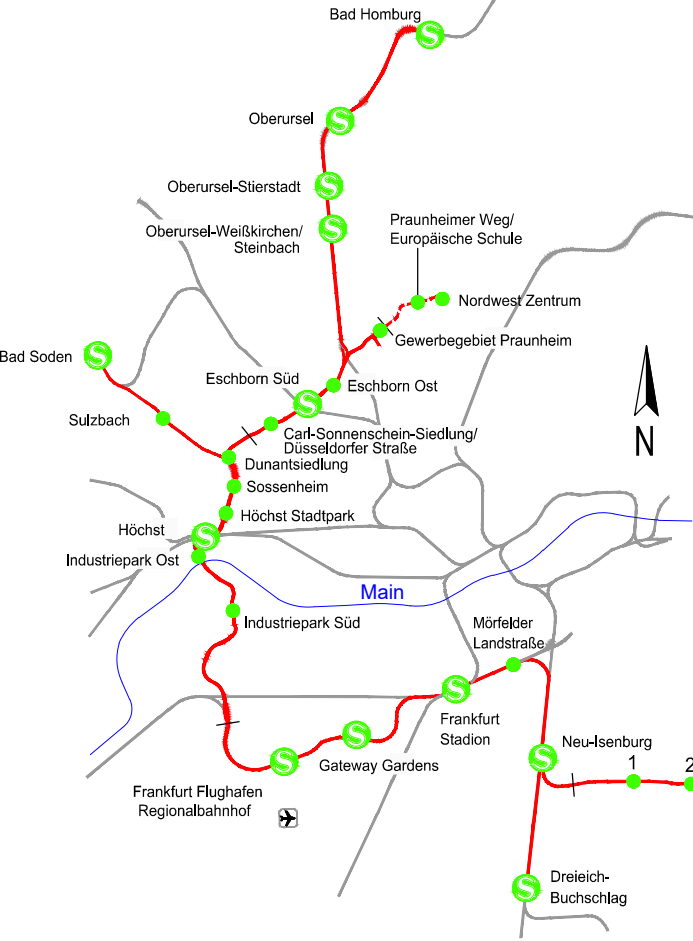 Bad Homburg
Oberursel
Oberursel-Stierstadt
Oberursel-Weißkirchen/
Steinbach
Praunheimer Weg/
Europäische Schule
Nordwest Zentrum
Gewerbegebiet Praunheim
Bad Soden
Eschborn Süd
Eschborn Ost
Sulzbach
Carl-Sonnenschein-Siedlung/
Düsseldorfer Straße
Dunantsiedlung
N
Sossenheim
Höchst Stadtpark
Höchst
Industriepark Ost
Main
Industriepark Süd
Mörfelder
Landstraße
Frankfurt
Stadion
Neu-Isenburg
Gateway Gardens
1
2
Frankfurt Flughafen
Regionalbahnhof
Dreieich-
Buchschlag
S
S
S
S
S
S
S
S
S
S
S
S